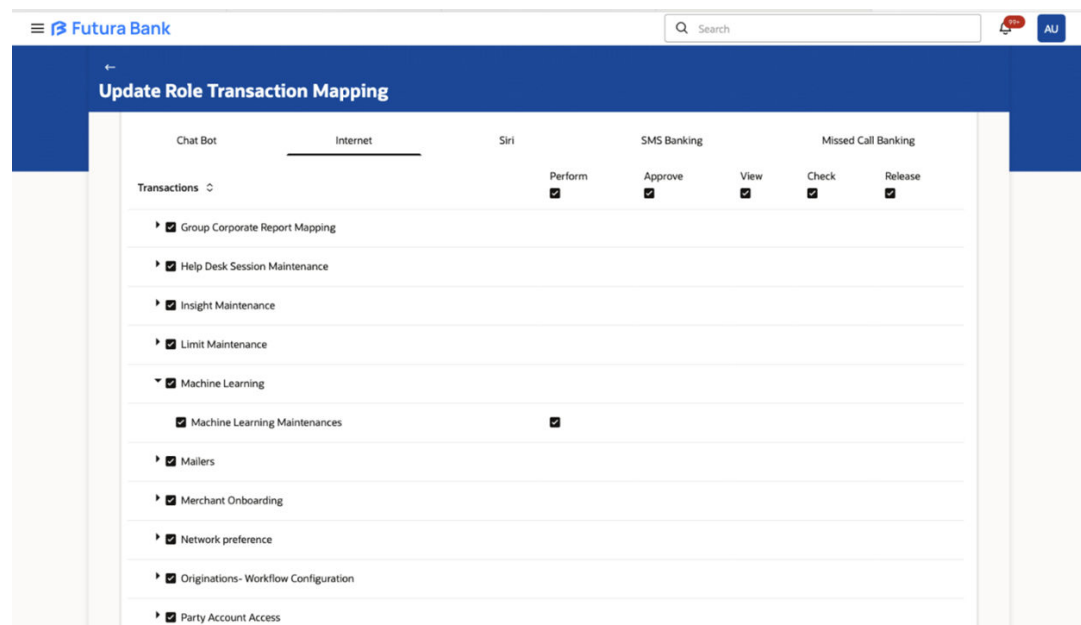 Futura Bank
Search
99+
AU
Update Role Transaction Mapping
Chat Bot Internet Siri SMS Banking Missed Call Banking
Transactions Perform Approve View Check Release
Group Corporate Report Mapping
Help Desk Session Maintenance
Insight Maintenance
Limit Maintenance
Machine Learning
Machine Learning Maintenances
Mailers
Merchant Onboarding
Network preference
Originations- Workflow Configuration
Party Account Access